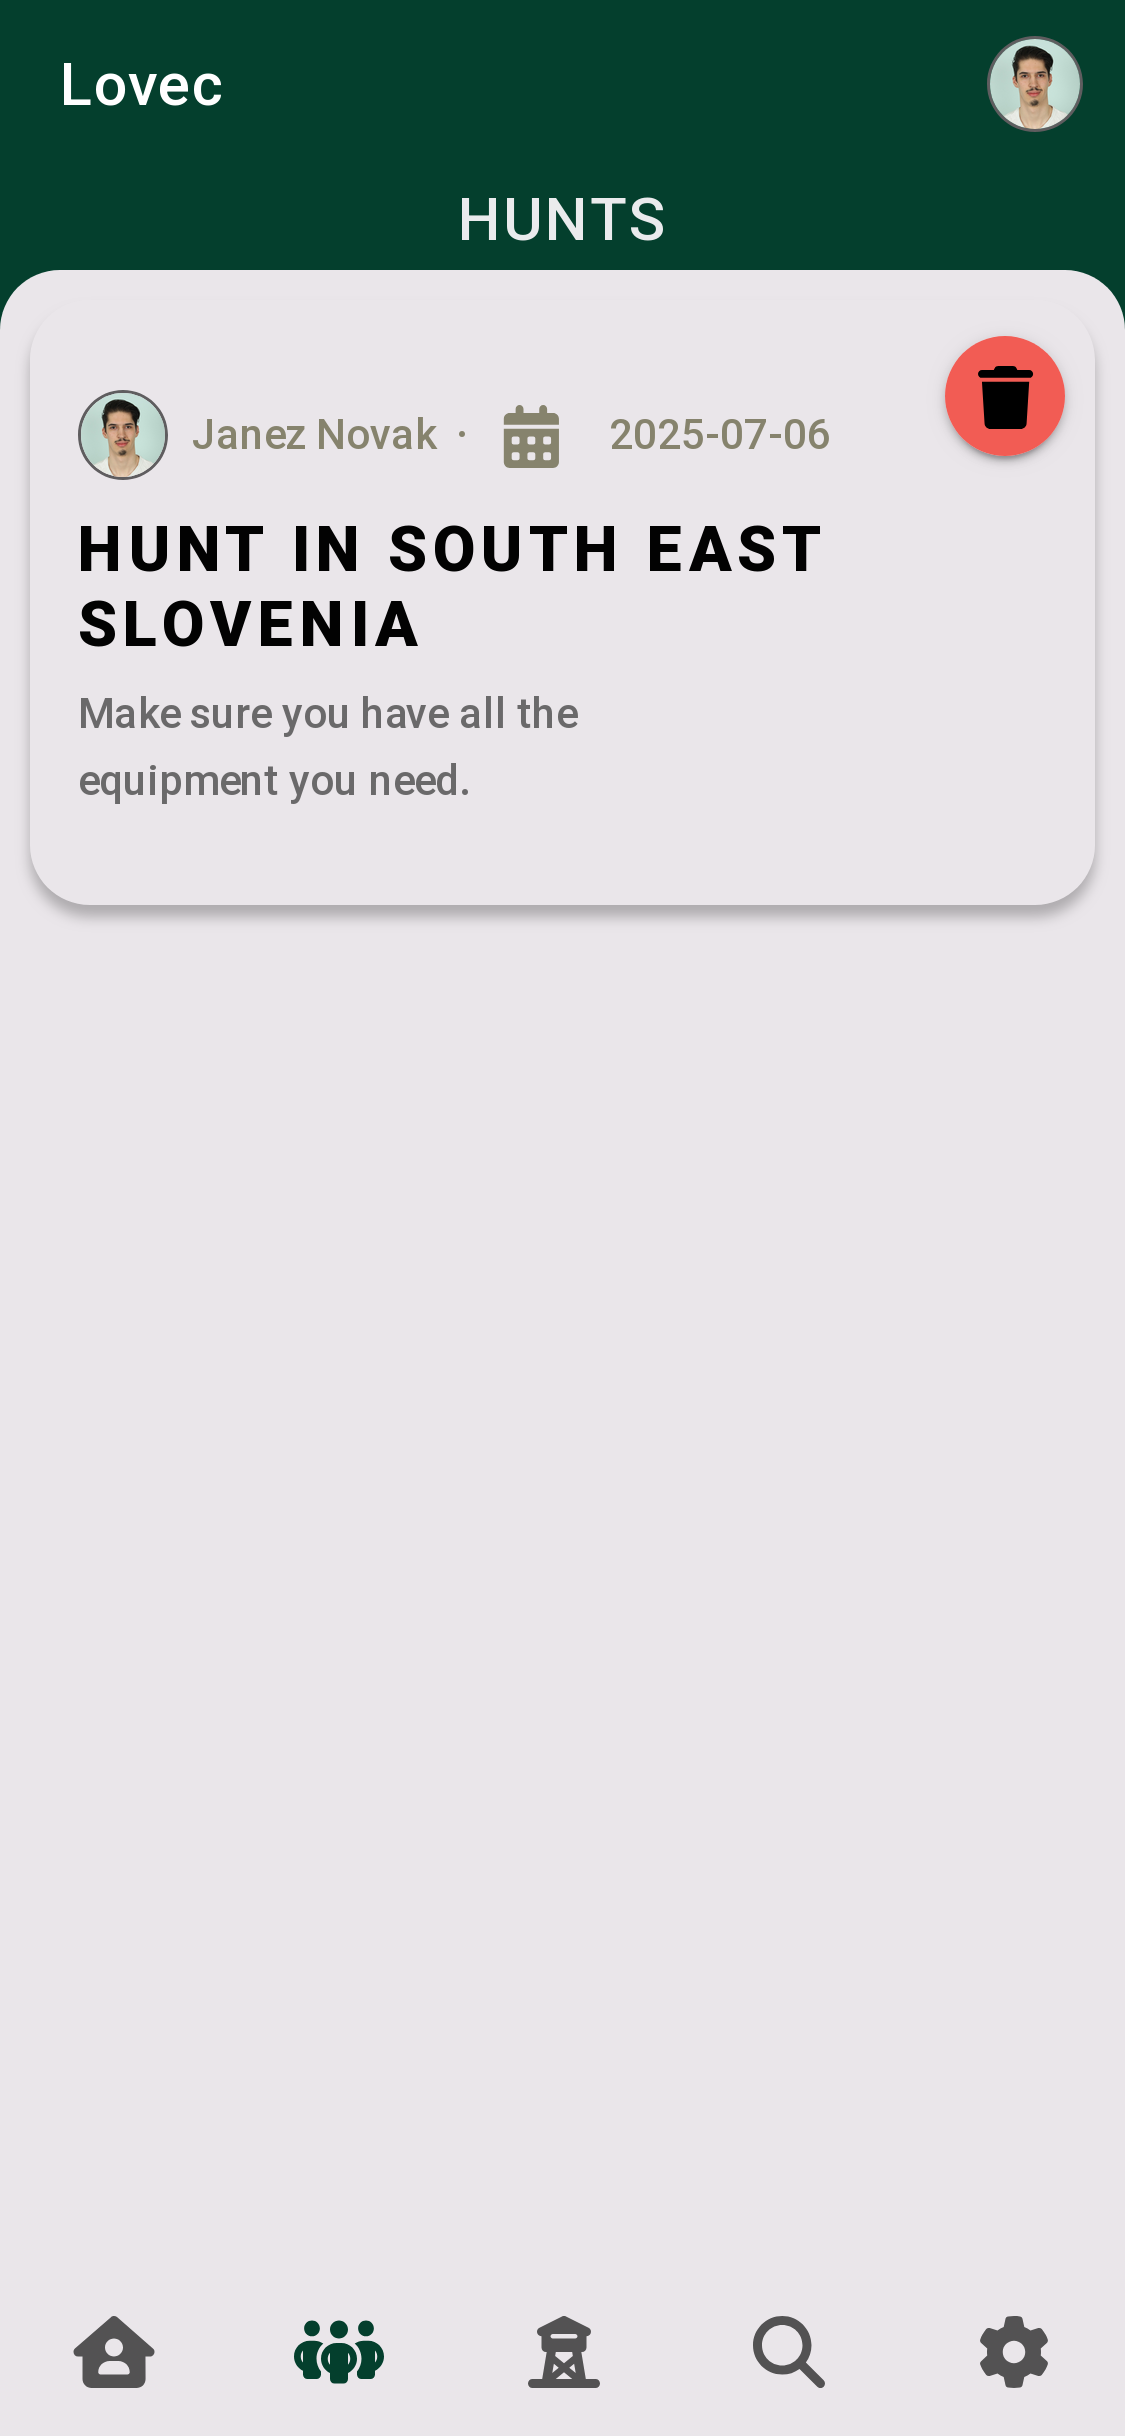 Lovec
HUNTS
Janez Novak · 2025-07-06
HUNT IN SOUTH EAST
SLOVENIA
Make sure you have all the
equipment you need.